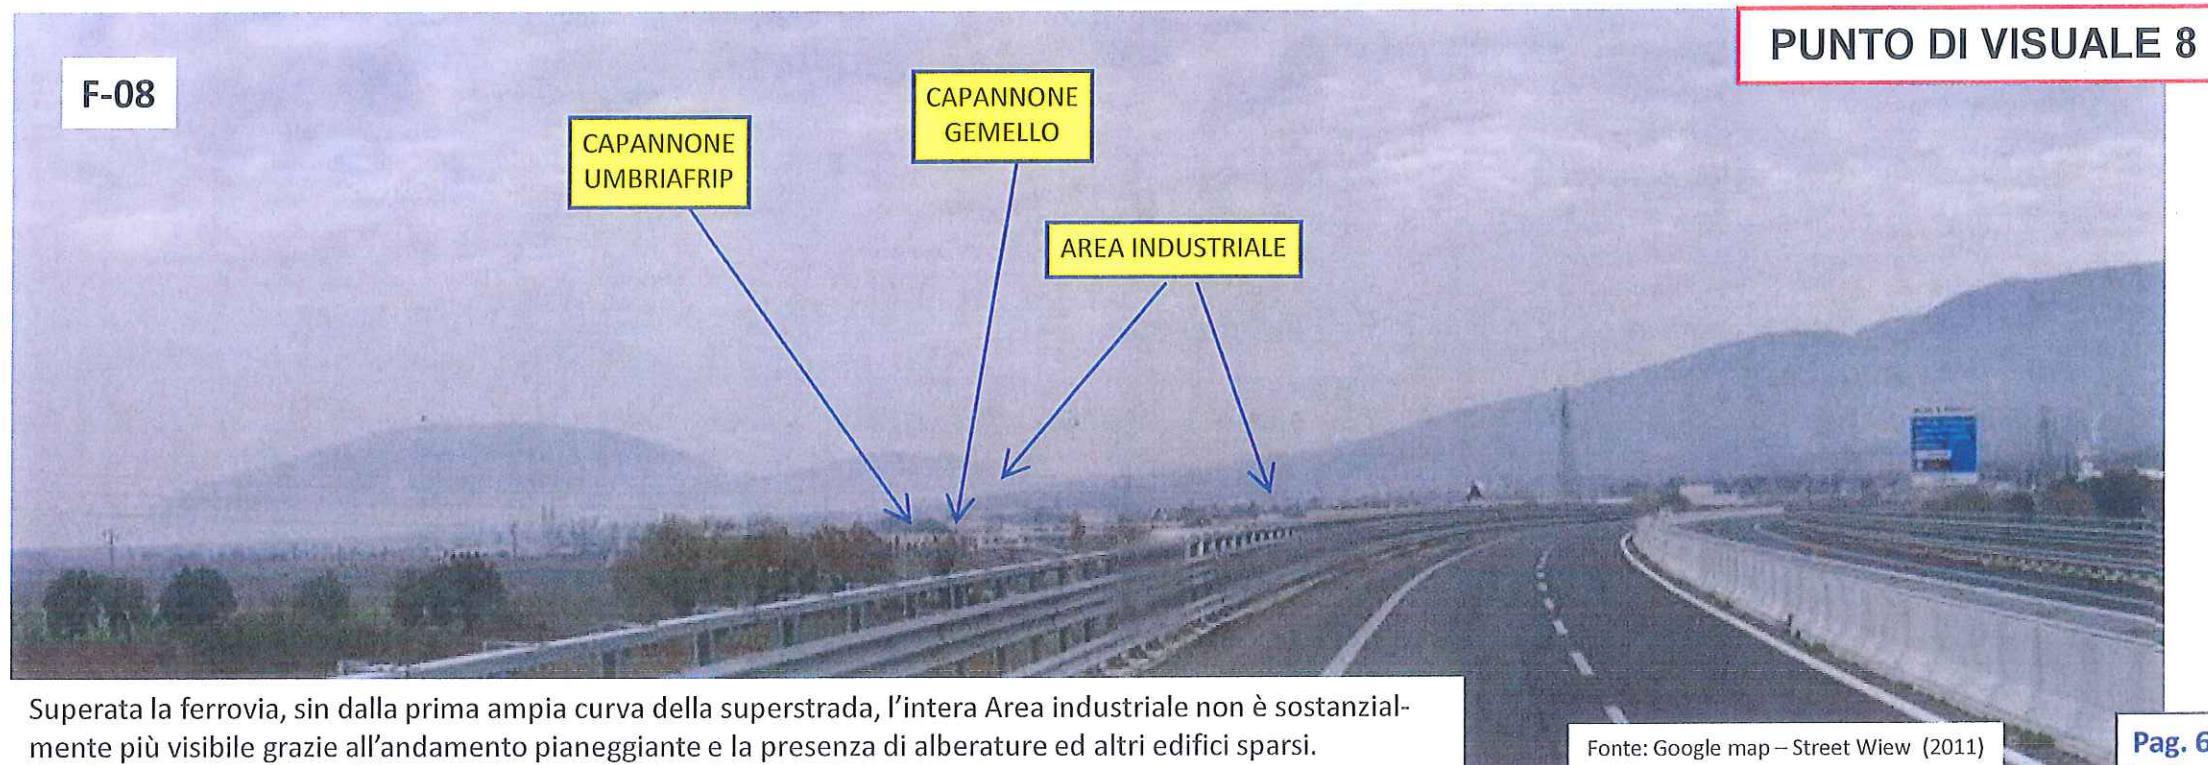 PUNTO DI VISUALE 8
F-08
CAPANNONE
GEMELLO
CAPANNONE
UMBRIAFRIP
AREA INDUSTRIALE
Superata la ferrovia, sin dalla prima ampia curva della superstrada, l'intera Area industriale non è sostanzial-
mente più visibile grazie all'andamento pianeggiante e la presenza di alberature ed altri edifici sparsi.
Fonte: Google map – Street Wiew (2011)
Pag. 6